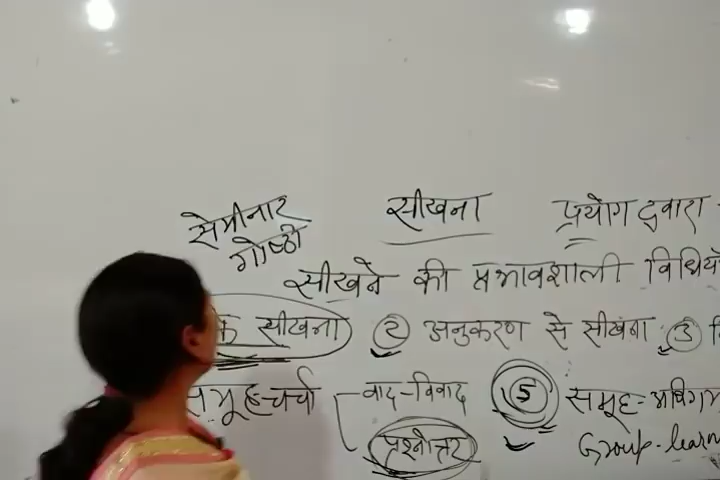 सेमीनार सीखना प्रयोग द्वारा
गोष्ठी
सीखने की प्रभावशाली विधियाँ
सीखना ② अनुकरण से सीखना ③
समूह-चर्चा वाद-विवाद ⑤ समूह-अधिगम
प्रश्नोत्तर Group-learn